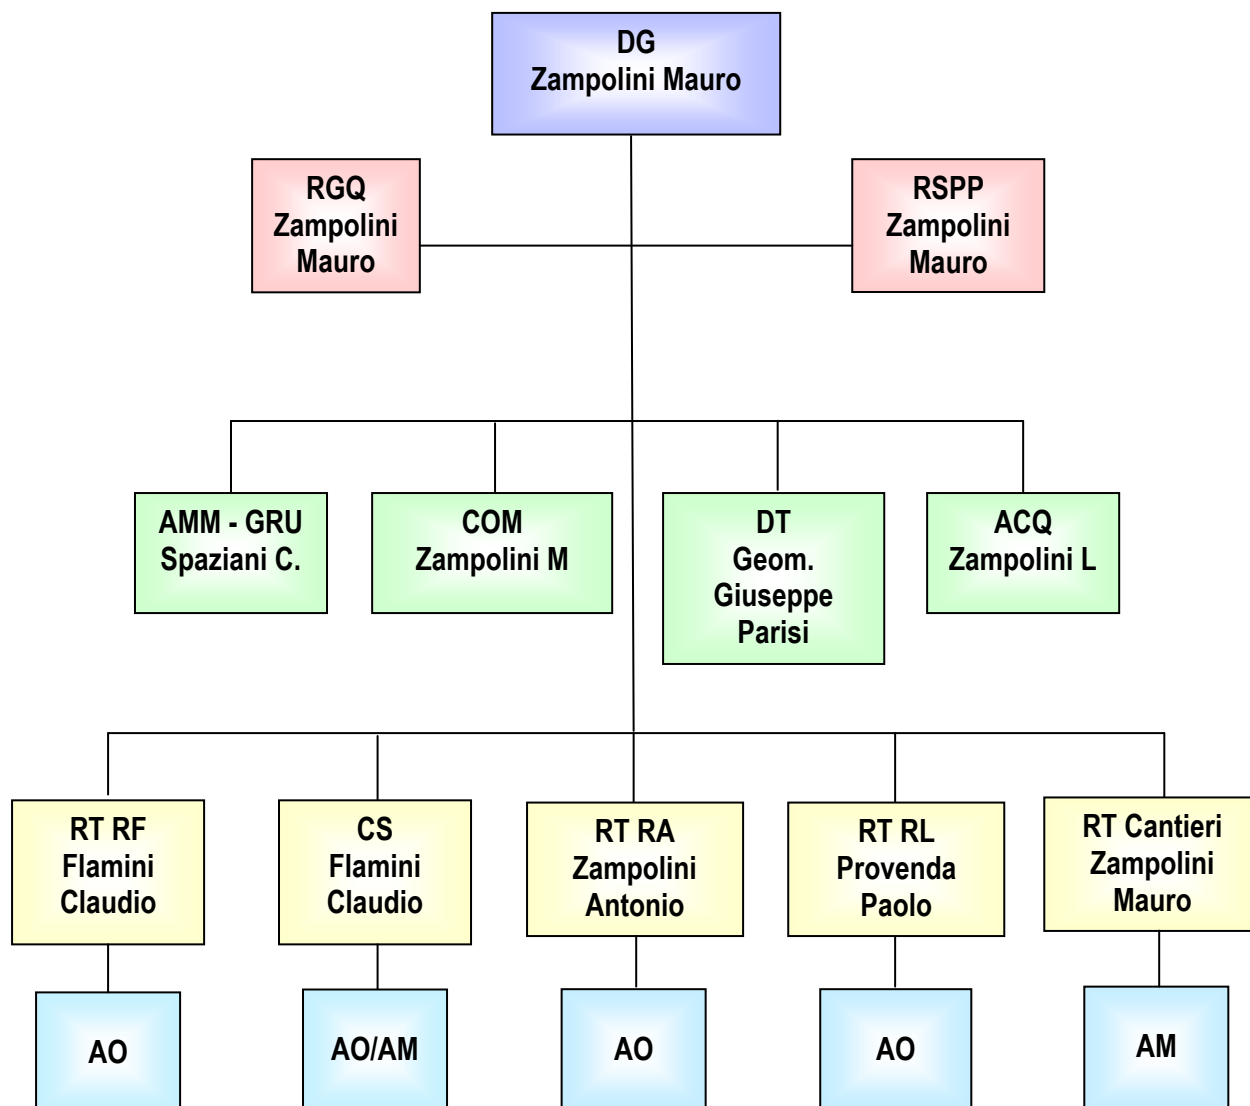 DG
Zampolini Mauro
RGQ
Zampolini
Mauro
RSPP
Zampolini
Mauro
AMM - GRU
Spaziani C.
COM
Zampolini M
DT
Geom.
Giuseppe
Parisi
ACQ
Zampolini L
RT RF
Flamini
Claudio
CS
Flamini
Claudio
RT RA
Zampolini
Antonio
RT RL
Provenda
Paolo
RT Cantieri
Zampolini
Mauro
AO
AO/AM
AO
AO
AM